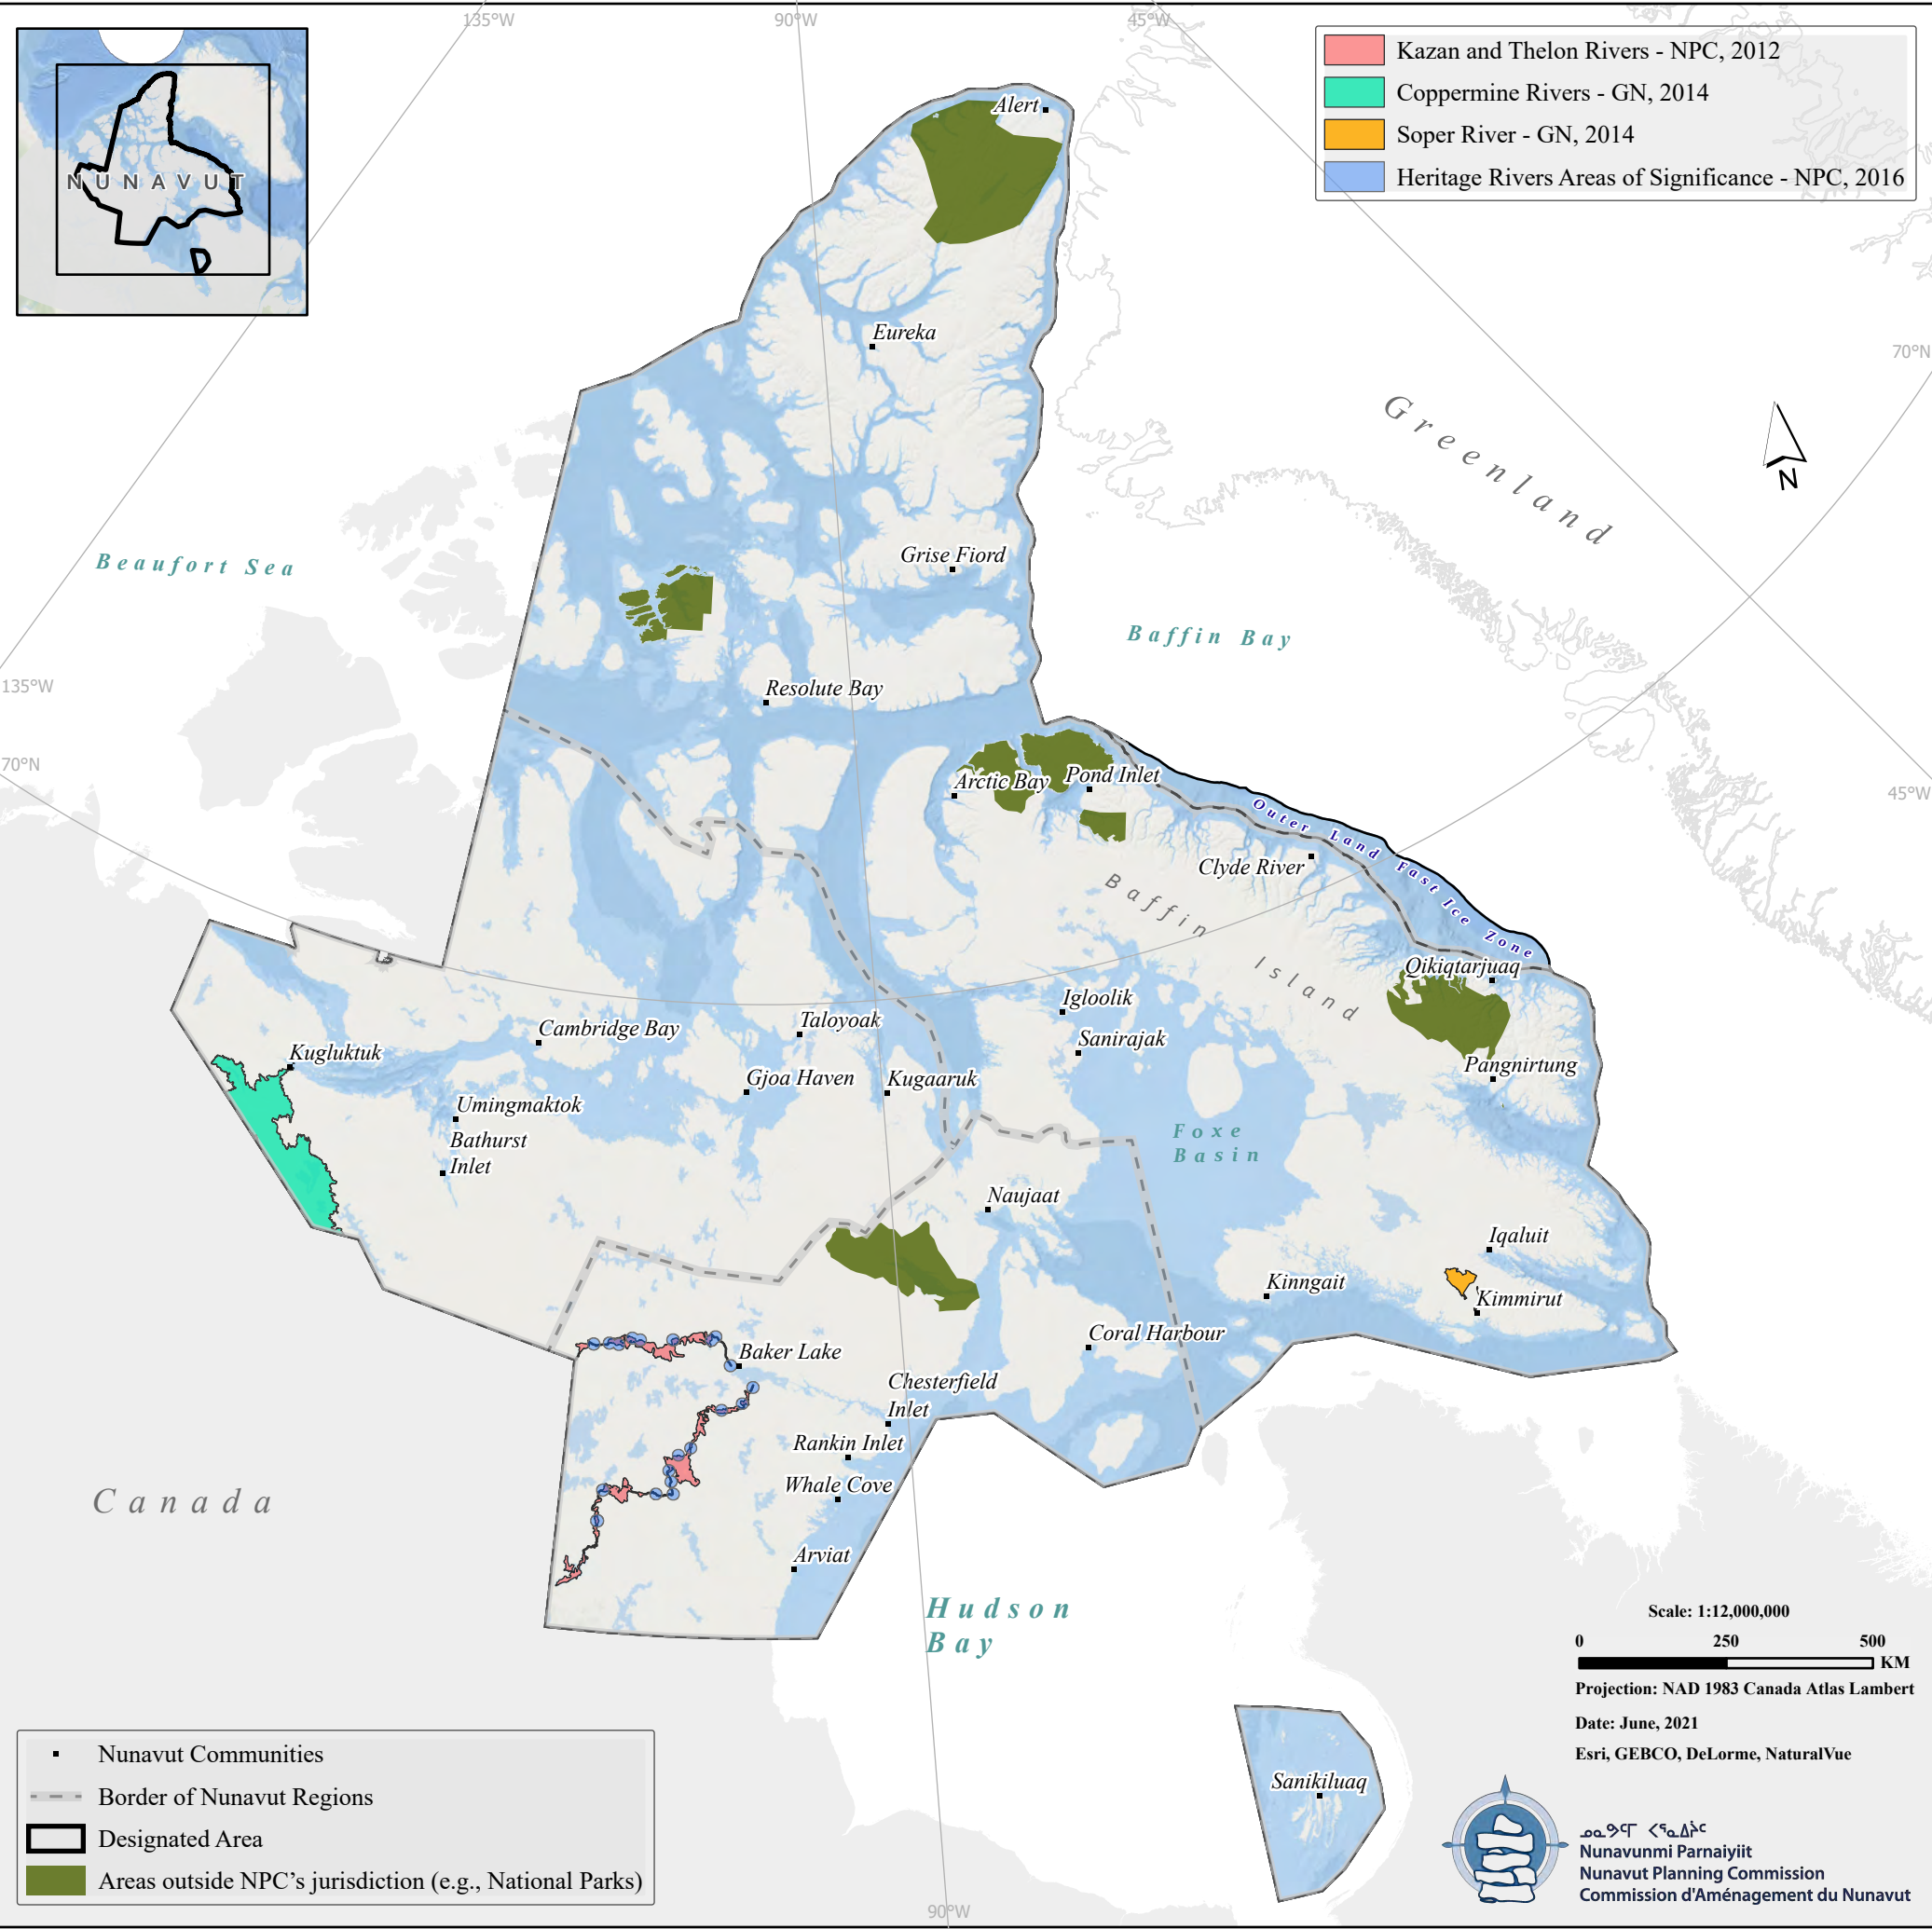 135°W
90°W
45°W
NUNAVUT
Kazan and Thelon Rivers - NPC, 2012
Coppermine Rivers - GN, 2014
Soper River - GN, 2014
Heritage Rivers Areas of Significance - NPC, 2016
Alert
Eureka
70°N
Greenland
N
Beaufort Sea
Grise Fiord
Baffin Bay
135°W
Resolute Bay
70°N
Arctic Bay
Pond Inlet
45°W
Outer Land Fast Ice Zone
Clyde River
Baffin Island
Qikiqtarjuaq
Igloolik
Cambridge Bay
Taloyoak
Sanirajak
Kugluktuk
Gjoa Haven
Kugaaruk
Pangnirtung
Umingmaktok
Bathurst
Inlet
Foxe
Basin
Naujaat
Iqaluit
Kinngait
Kimmirut
Coral Harbour
Baker Lake
Chesterfield
Inlet
Rankin Inlet
Whale Cove
Canada
Arviat
Hudson
Bay
Scale: 1:12,000,000
0 250 500
KM
Projection: NAD 1983 Canada Atlas Lambert
Date: June, 2021
Esri, GEBCO, DeLorme, NaturalVue
Sanikiluaq
Nunavut Communities
Border of Nunavut Regions
Designated Area
Areas outside NPC's jurisdiction (e.g., National Parks)
ᓄᓇᕗᑦᒥ ᐸᕐᓇᐃᔩᑦ
Nunavunmi Parnaiyiit
Nunavut Planning Commission
Commission d'Aménagement du Nunavut
90°W